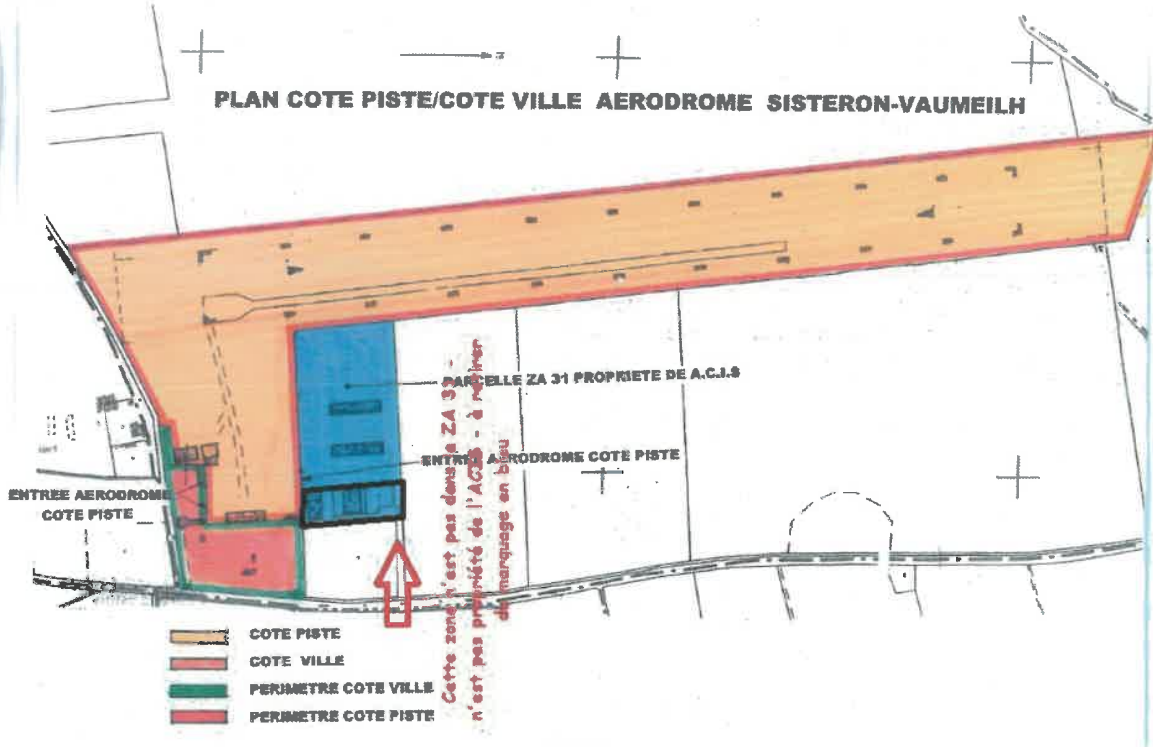 PLAN COTE PISTE/COTE VILLE AERODROME SISTERON-VAUMEILH
PARCELLE ZA 31 PROPRIETE DE A.C.I.S
ENTREE AERODROME COTE PISTE
ENTREE AERODROME
COTE PISTE
Cette zone n'est pas dans la ZA 31 -
n'est pas propriété de l'ACIS - à retirer
du marquage en bleu
COTE PISTE
COTE VILLE
PERIMETRE COTE VILLE
PERIMETRE COTE PISTE